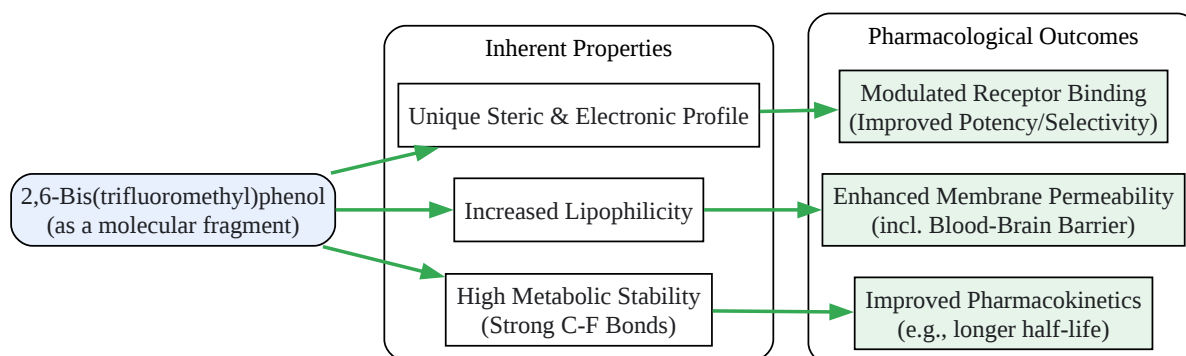 Inherent Properties
Pharmacological Outcomes
2,6-Bis(trifluoromethyl)phenol
(as a molecular fragment)
Unique Steric & Electronic Profile
Modulated Receptor Binding
(Improved Potency/Selectivity)
Increased Lipophilicity
Enhanced Membrane Permeability
(incl. Blood-Brain Barrier)
High Metabolic Stability
(Strong C-F Bonds)
Improved Pharmacokinetics
(e.g., longer half-life)